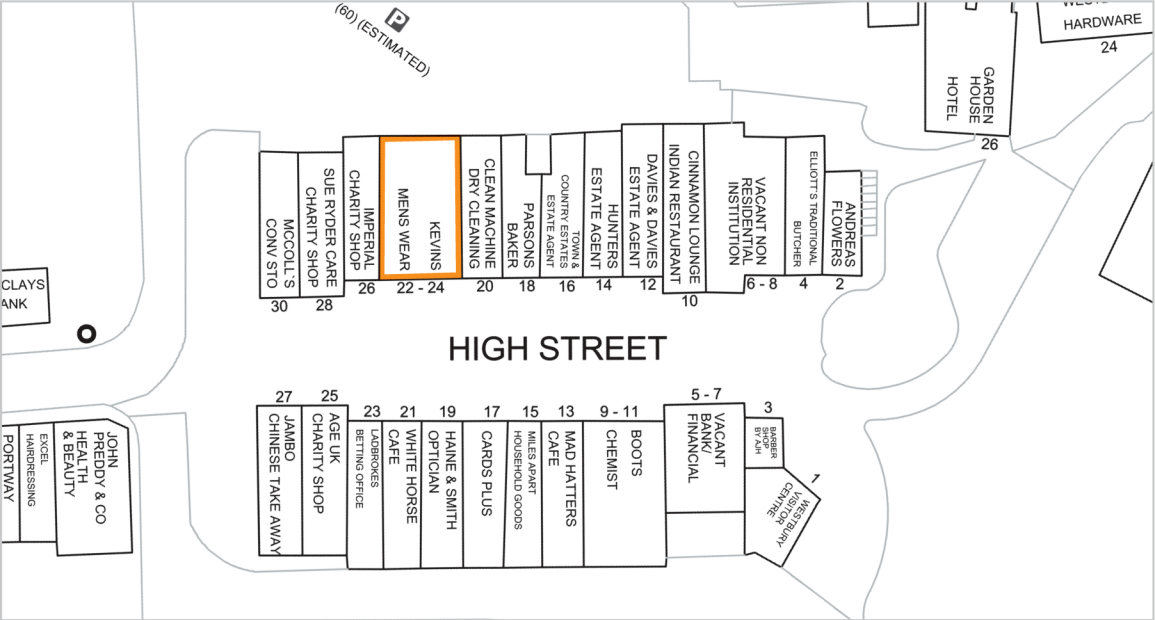 P
(60) (ESTIMATED)
HARDWARE
24
GARDEN
HOUSE
HOTEL
26
MCCOLL`S
CONV STO
30
SUE RYDER CARE
CHARITY SHOP
28
IMPERIAL
CHARITY SHOP
26
KEVINS
MENS WEAR
22 - 24
CLEAN MACHINE
DRY CLEANING
20
PARSONS
BAKER
18
TOWN &
COUNTRY ESTATES
ESTATE AGENT
16
HUNTERS
ESTATE AGENT
14
DAVIES & DAVIES
ESTATE AGENT
12
CINNAMON LOUNGE
INDIAN RESTAURANT
10
VACANT NON
RESIDENTIAL
INSTITUTION
6 - 8
ELLIOTT`S TRADITIONAL
BUTCHER
4
ANDREAS
FLOWERS
2
CLAYS
ANK
HIGH STREET
27
JAMBO
CHINESE TAKE AWAY
25
AGE UK
CHARITY SHOP
23
LADBROKES
BETTING OFFICE
21
WHITE HORSE
CAFE
19
HAINE & SMITH
OPTICIAN
17
CARDS PLUS
15
MILES APART
HOUSEHOLD GOODS
13
MAD HATTERS
CAFE
9 - 11
BOOTS
CHEMIST
5 - 7
VACANT
BANK/
FINANCIAL
3
BARBER
SHOP
BY AJH
1
WESTBURY
VISITOR
CENTRE
JOHN
PREDDY & CO
HEALTH
& BEAUTY
EXCEL
HAIRDRESSING
PORTWAY